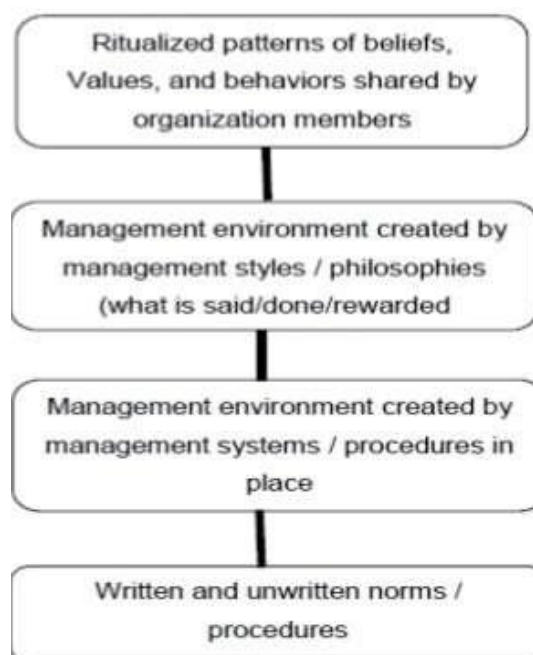 Ritualized patterns of beliefs,
Values, and behaviors shared by
organization members
Management environment created by
management styles / philosophies
(what is said/done/rewarded
Management environment created by
management systems / procedures in
place
Written and unwritten norms /
procedures